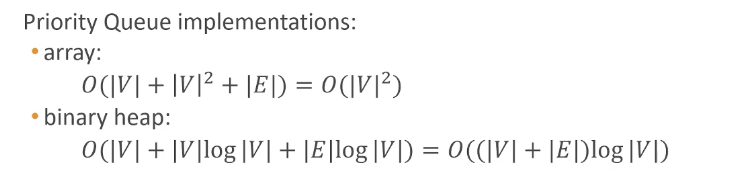 Priority Queue implementations:
• array:
O(|V| + |V|² + |E|) = O(|V|²)
• binary heap:
O(|V| + |V|log |V| + |E|log |V|) = O((|V| + |E|)log |V|)